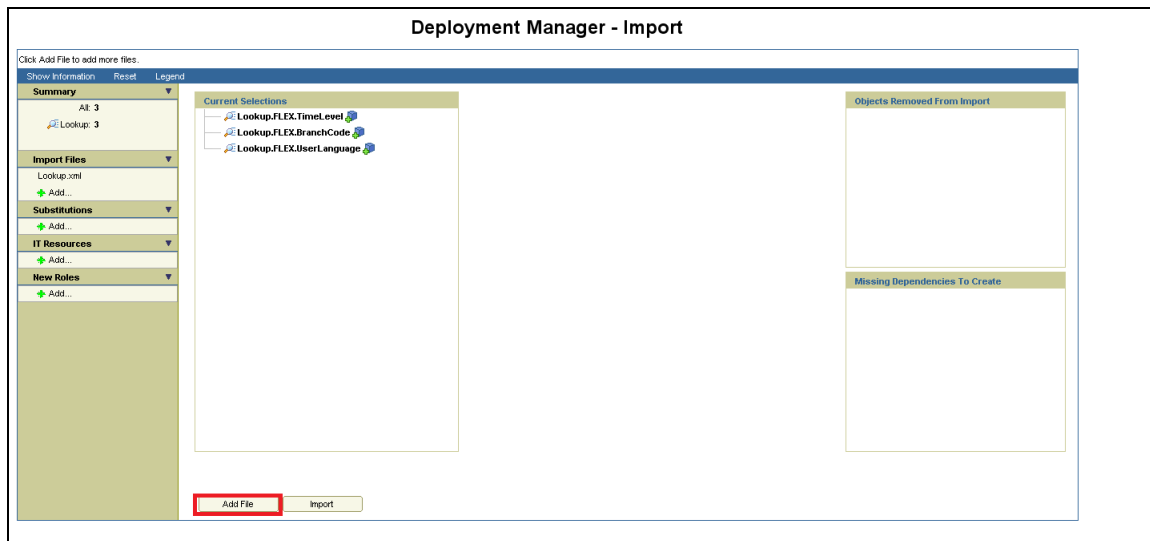 Deployment Manager - Import
Click Add File to add more files.
Show Information Reset Legend
Summary
All: 3
Lookup: 3
Import Files
Lookup.xml
Add...
Substitutions
Add...
IT Resources
Add...
New Roles
Add...
Current Selections
Lookup.FLEX.TimeLevel
Lookup.FLEX.BranchCode
Lookup.FLEX.UserLanguage
Objects Removed From Import
Missing Dependencies To Create
Add File Import